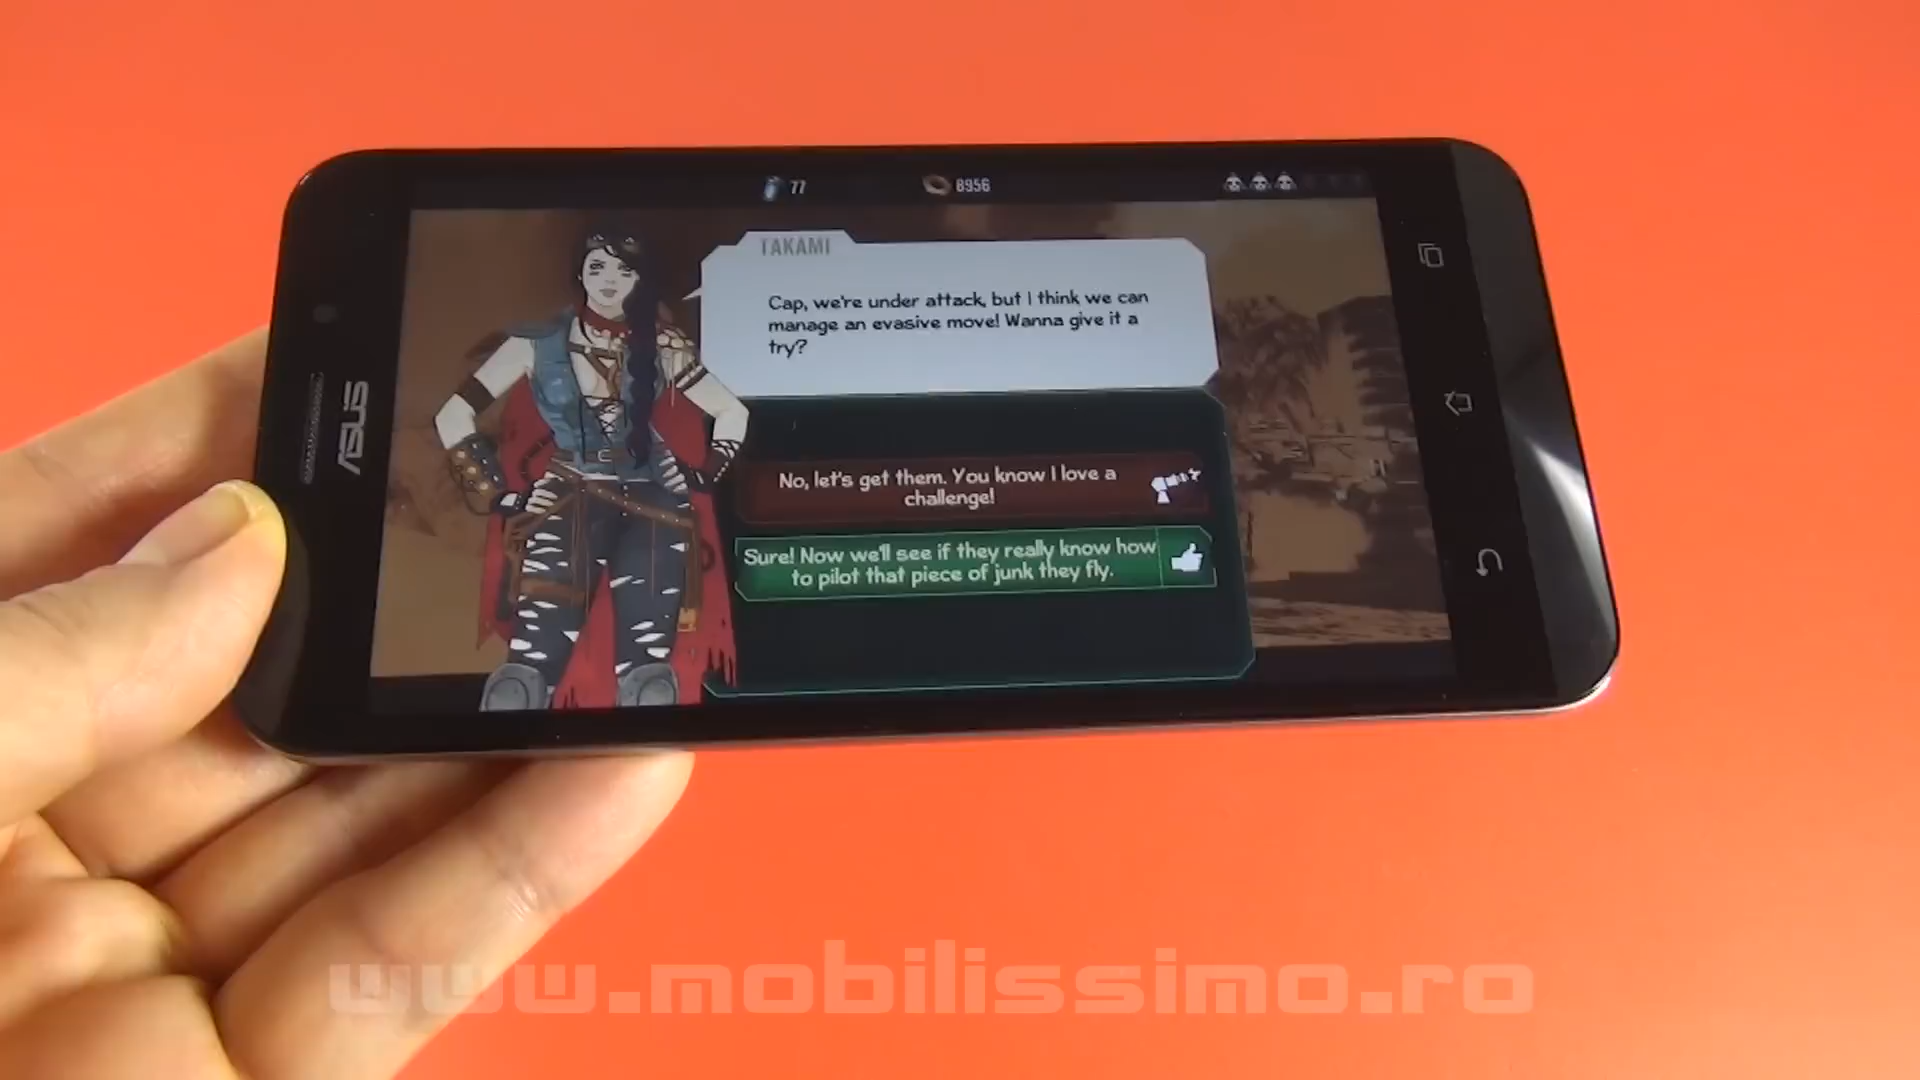 77
8956
TAKAMI
Cap, we're under attack, but I think we can
manage an evasive move! Wanna give it a
try?
No, let's get them. You know I love a
challenge!
Sure! Now we'll see if they really know how
to pilot that piece of junk they fly.
ASUS
www.mobilissimo.ro